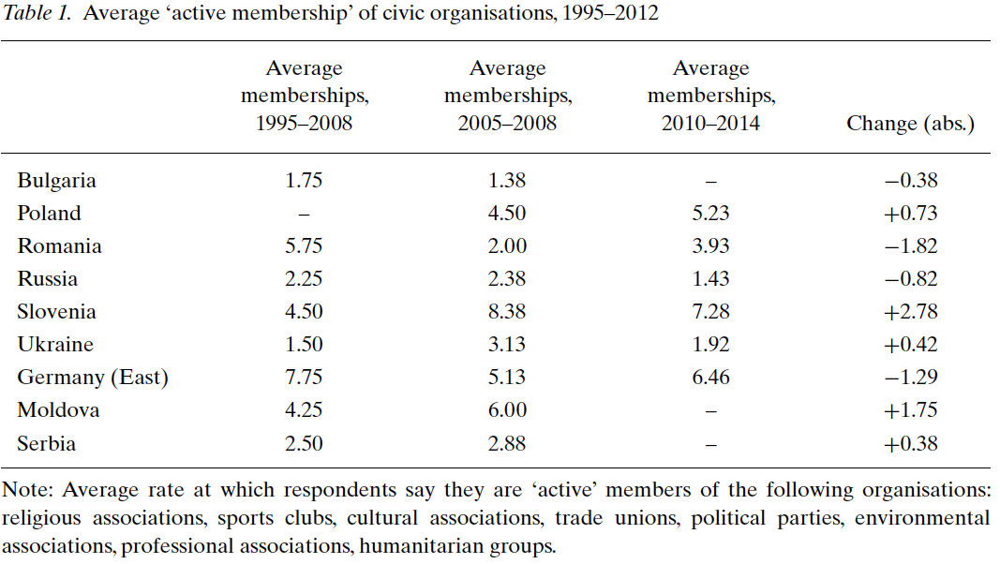 Table 1. Average ‘active membership’ of civic organisations, 1995–2012
Average memberships, 1995–2008 Average memberships, 2005–2008 Average memberships, 2010–2014 Change (abs.)
Bulgaria 1.75 1.38 – −0.38
Poland – 4.50 5.23 +0.73
Romania 5.75 2.00 3.93 −1.82
Russia 2.25 2.38 1.43 −0.82
Slovenia 4.50 8.38 7.28 +2.78
Ukraine 1.50 3.13 1.92 +0.42
Germany (East) 7.75 5.13 6.46 −1.29
Moldova 4.25 6.00 – +1.75
Serbia 2.50 2.88 – +0.38
Note: Average rate at which respondents say they are ‘active’ members of the following organisations:
religious associations, sports clubs, cultural associations, trade unions, political parties, environmental
associations, professional associations, humanitarian groups.